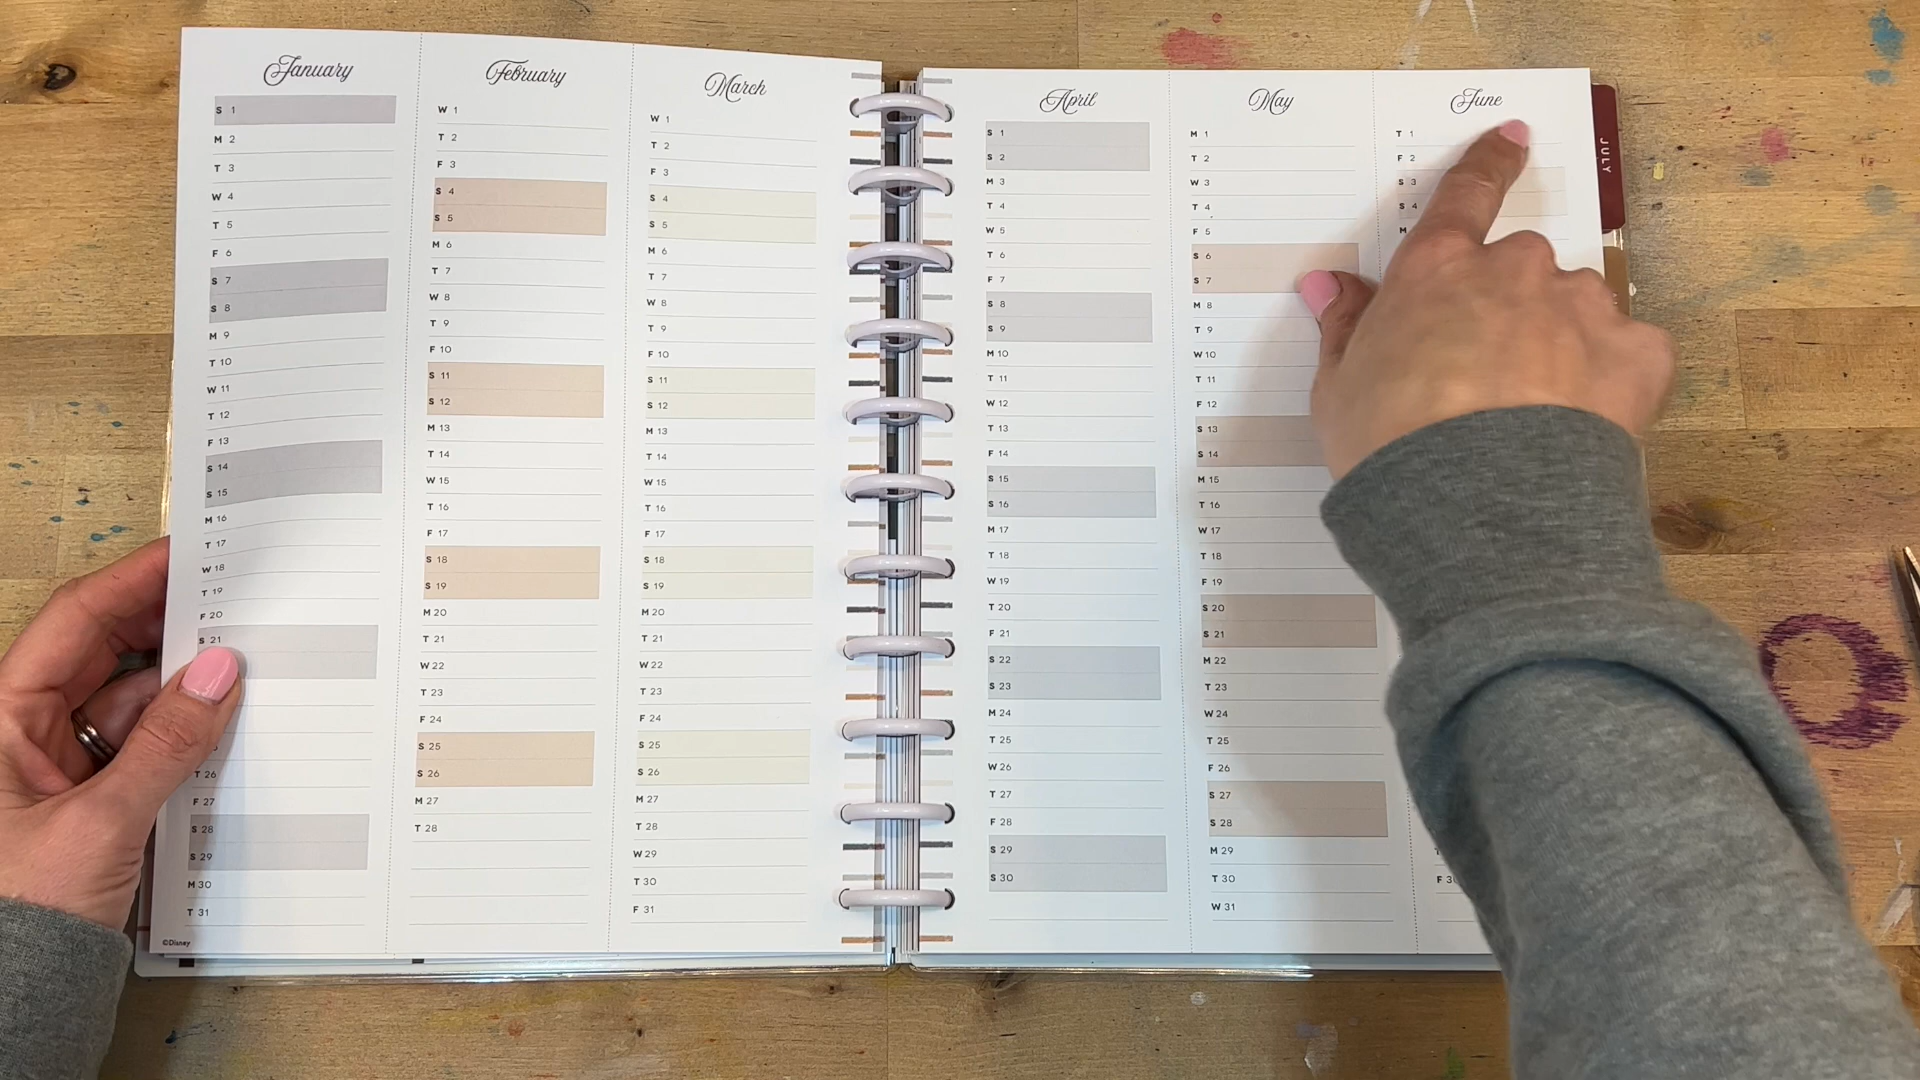 January
S 1
M 2
T 3
W 4
T 5
F 6
S 7
S 8
M 9
T 10
W 11
T 12
F 13
S 14
S 15
M 16
T 17
W 18
T 19
F 20
S 21
T 26
F 27
S 28
S 29
M 30
T 31
©Disney
February
W 1
T 2
F 3
S 4
S 5
M 6
T 7
W 8
T 9
F 10
S 11
S 12
M 13
T 14
W 15
T 16
F 17
S 18
S 19
M 20
T 21
W 22
T 23
F 24
S 25
S 26
M 27
T 28
March
W 1
T 2
F 3
S 4
S 5
M 6
T 7
W 8
T 9
F 10
S 11
S 12
M 13
T 14
W 15
T 16
F 17
S 18
S 19
M 20
T 21
W 22
T 23
F 24
S 25
S 26
M 27
T 28
W 29
T 30
F 31
April
S 1
S 2
M 3
T 4
W 5
T 6
F 7
S 8
S 9
M 10
T 11
W 12
T 13
F 14
S 15
S 16
M 17
T 18
W 19
T 20
F 21
S 22
S 23
M 24
T 25
W 26
T 27
F 28
S 29
S 30
May
M 1
T 2
W 3
T 4
F 5
S 6
S 7
M 8
T 9
W 10
T 11
F 12
S 13
S 14
M 15
T 16
W 17
T 18
F 19
S 20
S 21
M 22
T 23
W 24
T 25
F 26
S 27
S 28
M 29
T 30
W 31
June
T 1
F 2
S 3
S 4
M
T
F 30
JULY